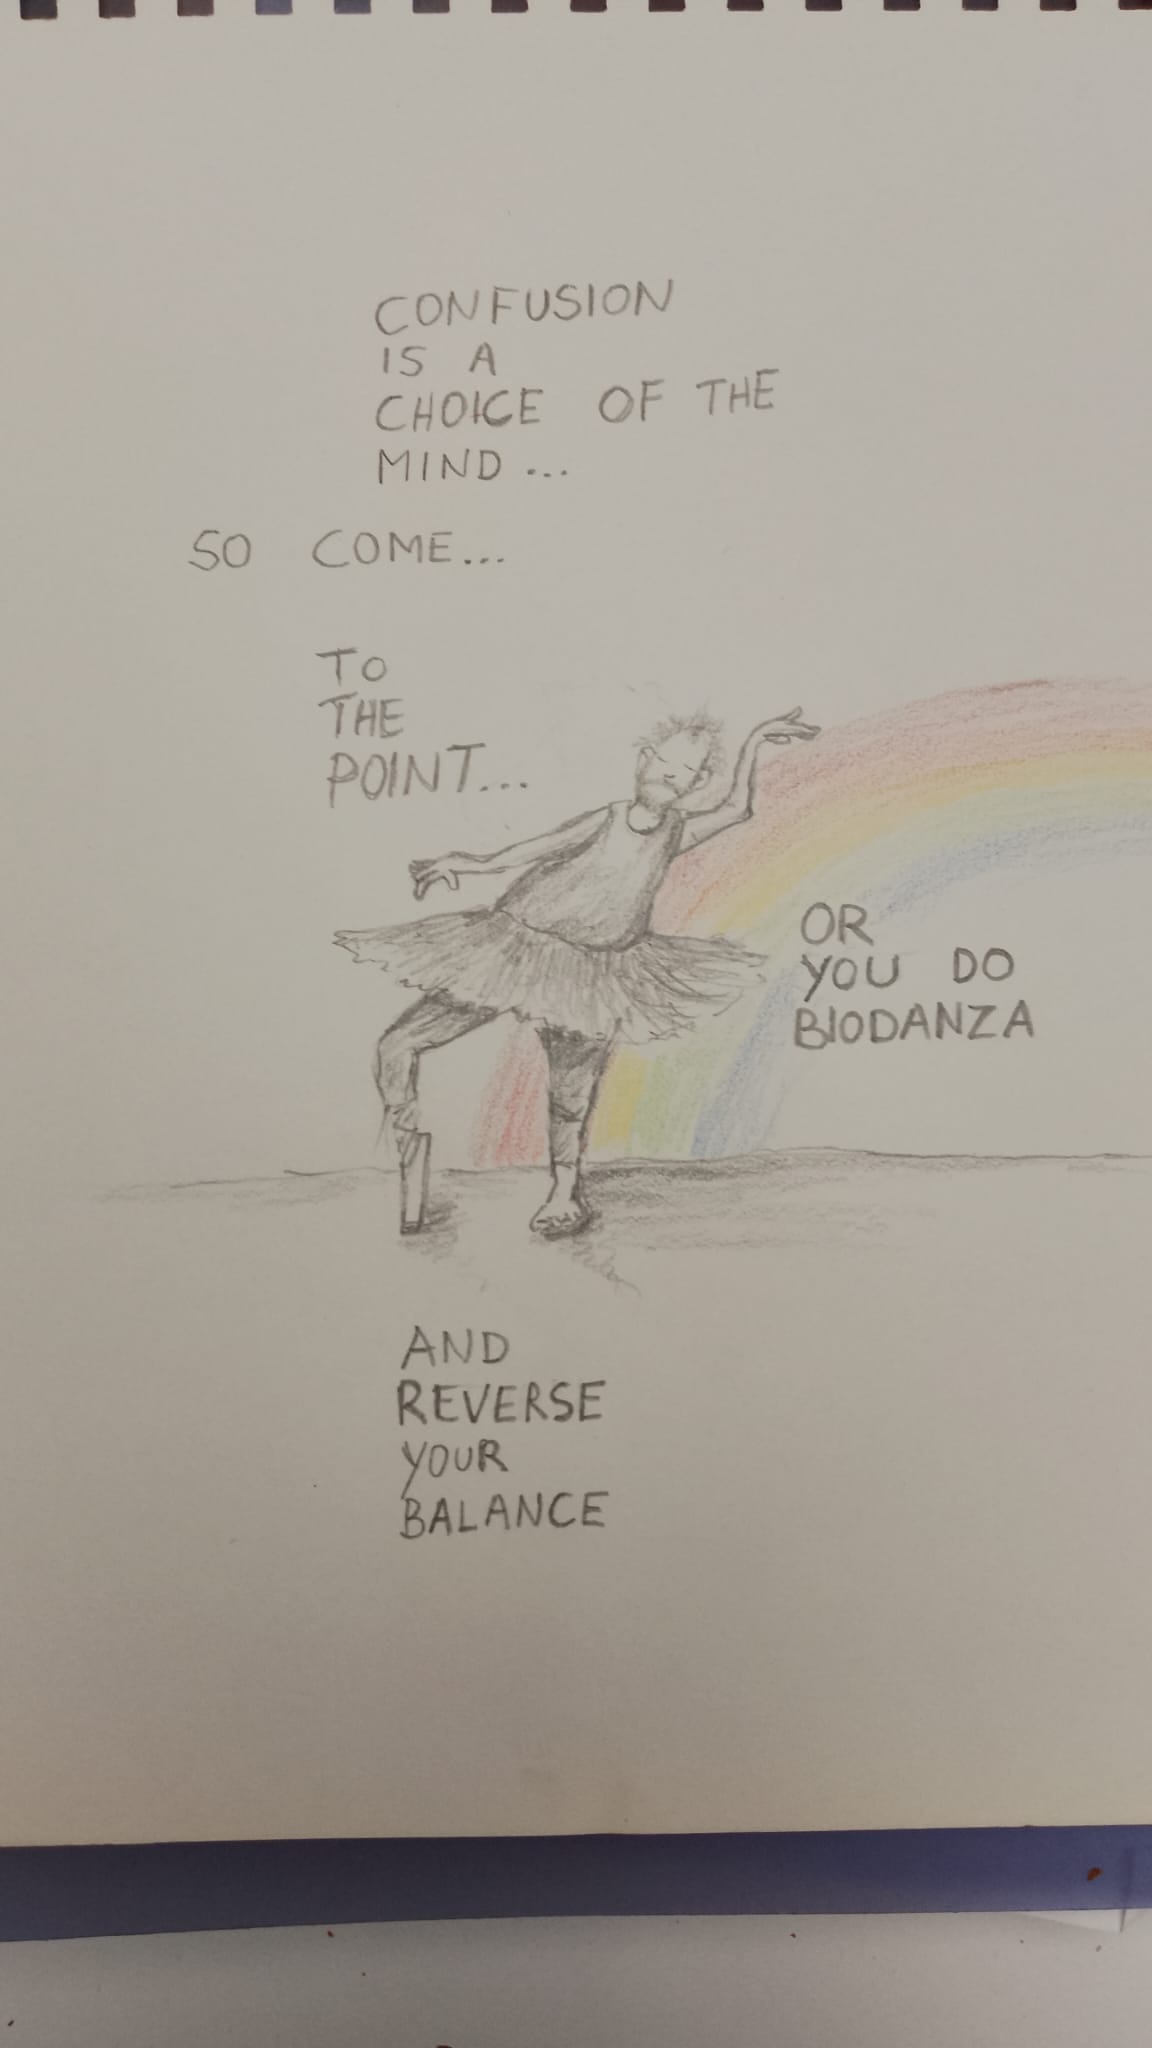 CONFUSION
IS A
CHOICE OF THE
MIND...
SO COME...
TO
THE
POINT...
OR
YOU DO
BIODANZA
AND
REVERSE
YOUR
BALANCE